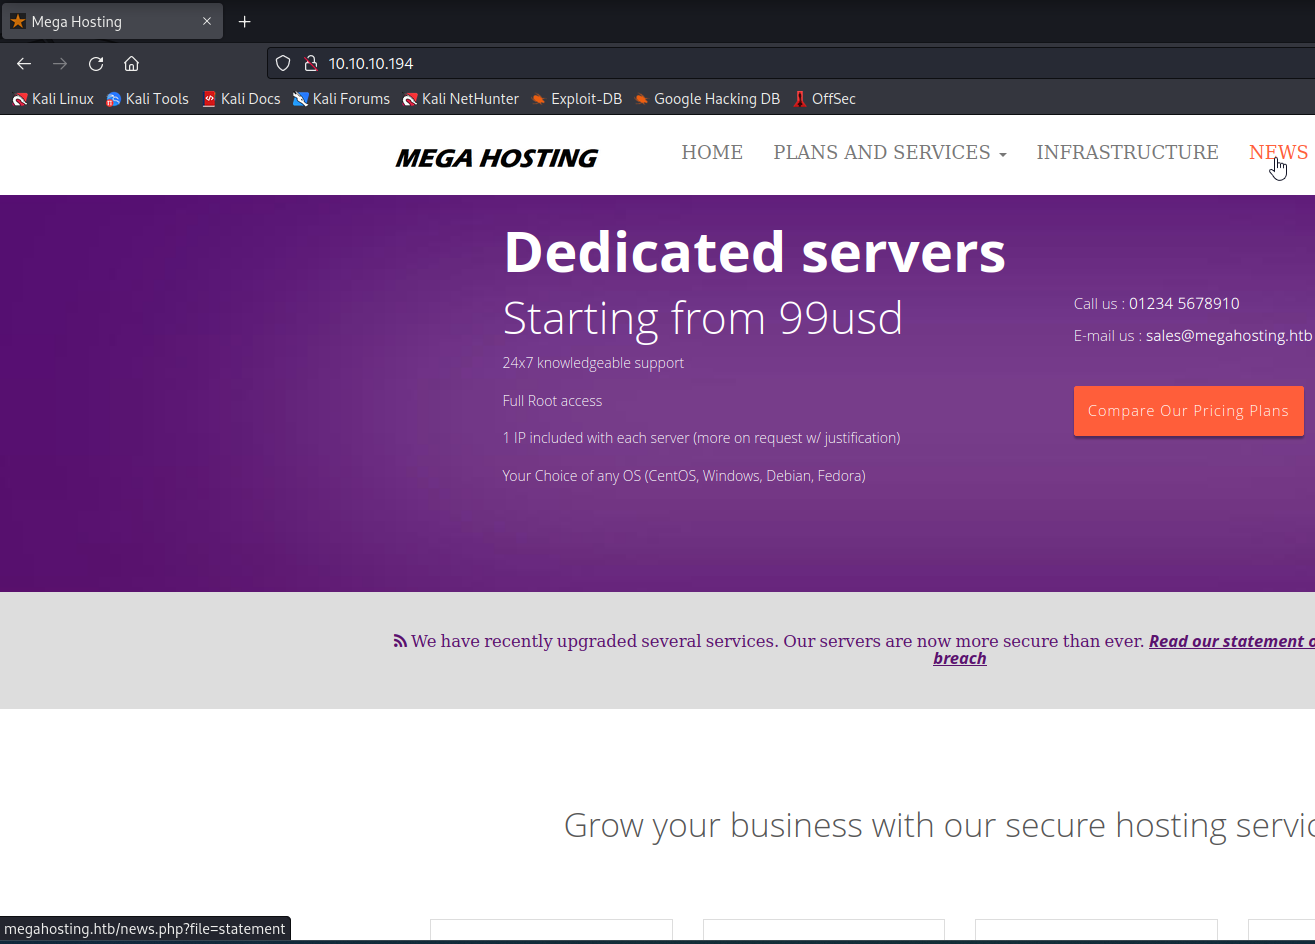 Mega Hosting
10.10.10.194
Kali Linux Kali Tools Kali Docs Kali Forums Kali NetHunter Exploit-DB Google Hacking DB OffSec
MEGA HOSTING HOME PLANS AND SERVICES INFRASTRUCTURE NEWS
Dedicated servers
Starting from 99usd
Call us : 01234 5678910
E-mail us : sales@megahosting.htb
24x7 knowledgeable support
Full Root access
Compare Our Pricing Plans
1 IP included with each server (more on request w/ justification)
Your Choice of any OS (CentOS, Windows, Debian, Fedora)
We have recently upgraded several services. Our servers are now more secure than ever. Read our statement
breach
Grow your business with our secure hosting
megahosting.htb/news.php?file=statement